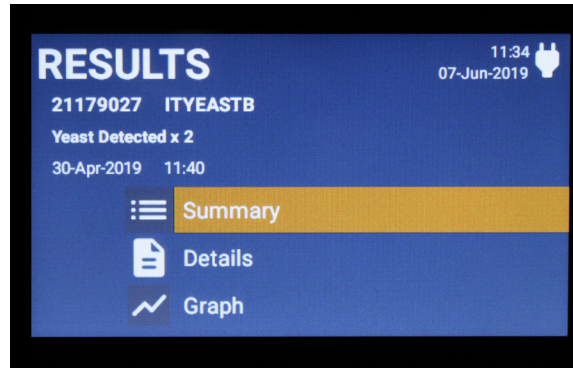 RESULTS
11:34
07-Jun-2019
21179027 ITYEASTB
Yeast Detected x 2
30-Apr-2019 11:40
Summary
Details
Graph